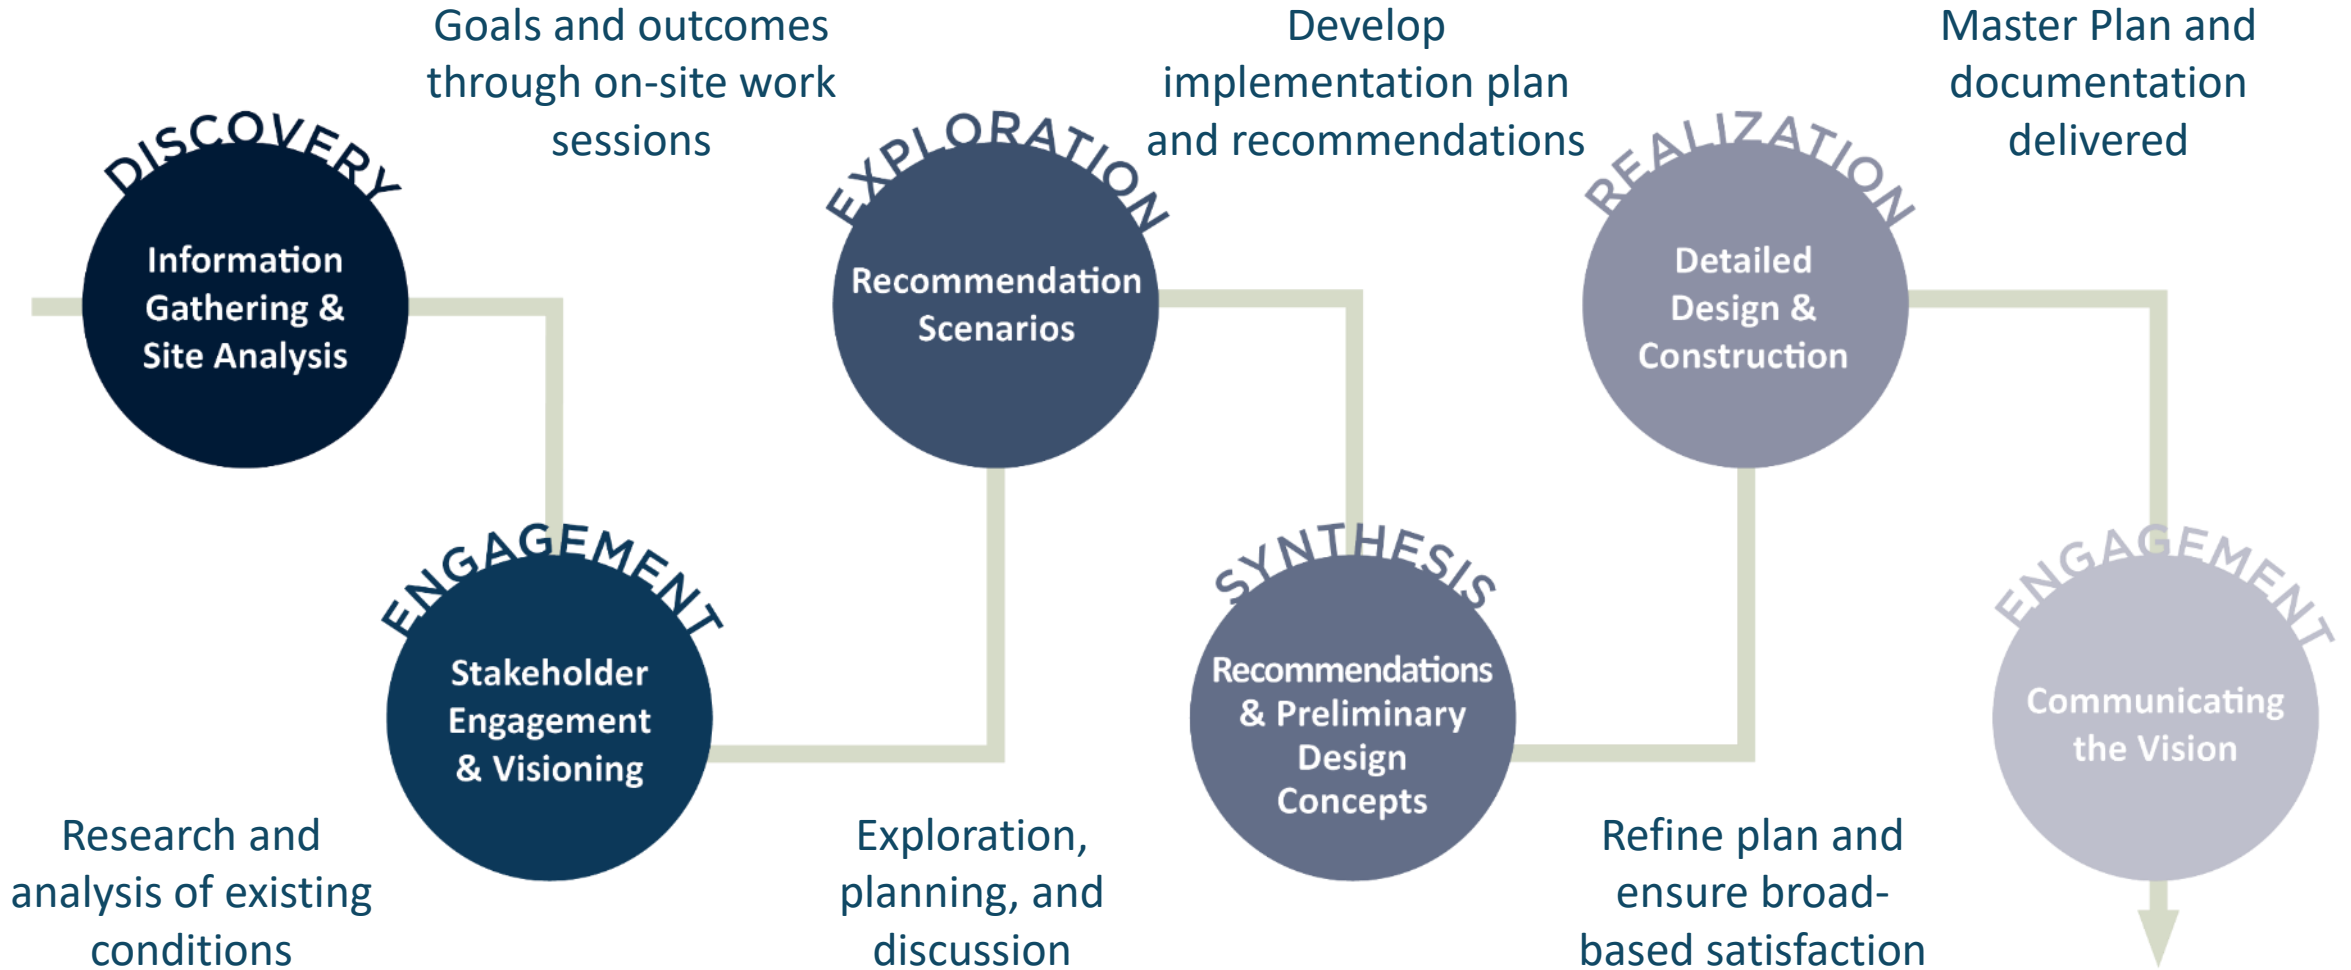 DISCOVERY
Information
Gathering &
Site Analysis
Research and
analysis of existing
conditions
Goals and outcomes
through on-site work
sessions
ENGAGEMENT
Stakeholder
Engagement
& Visioning
EXPLORATION
Recommendation
Scenarios
Exploration,
planning, and
discussion
Develop
implementation plan
and recommendations
SYNTHESIS
Recommendations
& Preliminary
Design
Concepts
REALIZATION
Detailed
Design &
Construction
Refine plan and
ensure broad-
based satisfaction
Master Plan and
documentation
delivered
ENGAGEMENT
Communicating
the Vision